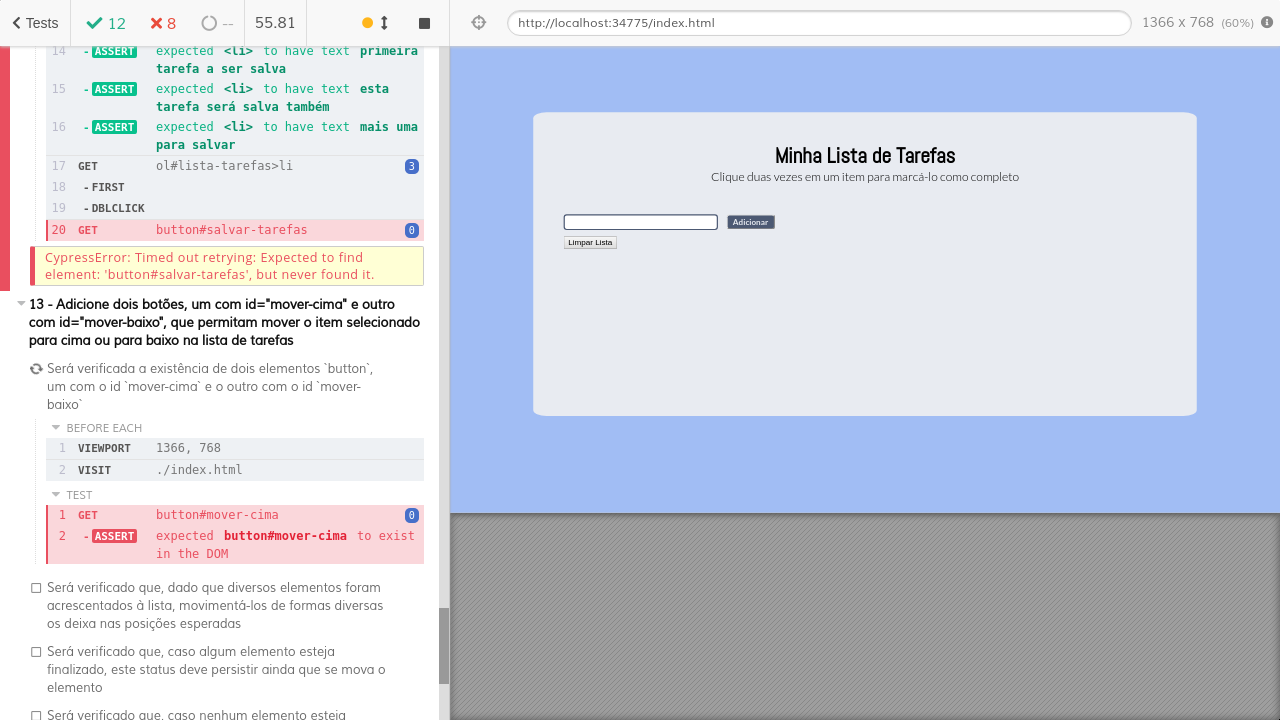 Tests
12
8
--
55.81
http://localhost:34775/index.html
1366 x 768 (60%)
14 - ASSERT expected <li> to have text primeira
tarefa a ser salva
15 - ASSERT expected <li> to have text esta
tarefa será salva também
16 - ASSERT expected <li> to have text mais uma
para salvar
17 GET ol#lista-tarefas>li 3
18 - FIRST
19 - DBLCLICK
20 GET button#salvar-tarefas 0
CypressError: Timed out retrying: Expected to find
element: 'button#salvar-tarefas', but never found it.
13 - Adicione dois botões, um com id="mover-cima" e outro
com id="mover-baixo", que permitam mover o item selecionado
para cima ou para baixo na lista de tarefas
Será verificada a existência de dois elementos `button`,
um com o id `mover-cima` e o outro com o id `mover-
baixo`
BEFORE EACH
1 VIEWPORT 1366, 768
2 VISIT ./index.html
TEST
1 GET button#mover-cima 0
2 - ASSERT expected button#mover-cima to exist
in the DOM
Será verificado que, dado que diversos elementos foram
acrescentados à lista, movimentá-los de formas diversas
os deixa nas posições esperadas
Será verificado que, caso algum elemento esteja
finalizado, este status deve persistir ainda que se mova o
elemento
Será verificado que, caso nenhum elemento esteja
Minha Lista de Tarefas
Clique duas vezes em um item para marcá-lo como completo
Adicionar
Limpar Lista